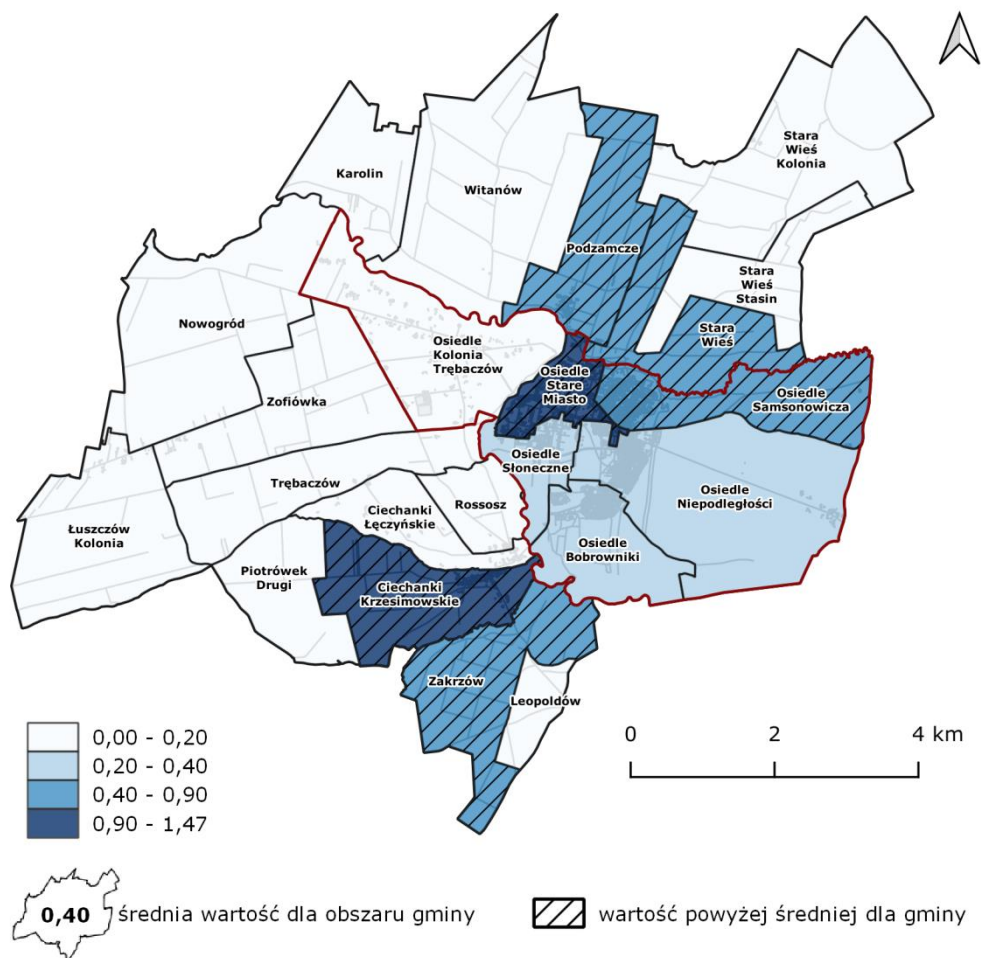 Stara
Wieś
Kolonia
Karolin
Witanów
Podzamcze
Stara
Wieś
Stasin
Nowogród
Stara
Wieś
Osiedle
Kolonia
Trębaczów
Osiedle
Stare
Miasto
Osiedle
Samsonowicza
Zofiówka
Osiedle
Słoneczne
Trębaczów
Osiedle
Niepodległości
Rossosz
Ciechanki
Łęczyńskie
Łuszczów
Kolonia
Osiedle
Bobrowniki
Piotrówek
Drugi
Ciechanki
Krzesimowskie
Zakrzów
Leopoldów
0,00 - 0,20
0,20 - 0,40
0,40 - 0,90
0,90 - 1,47
0 2 4 km
0,40 średnia wartość dla obszaru gminy
wartość powyżej średniej dla gminy